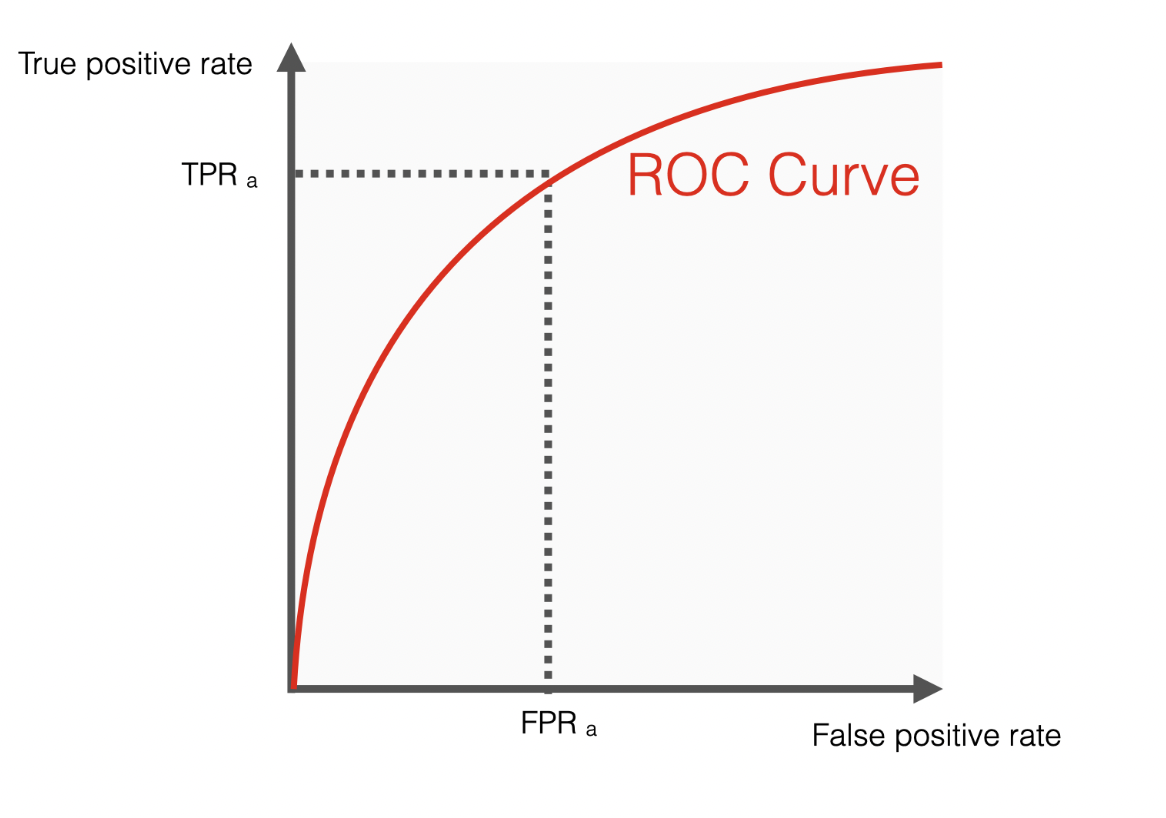 True positive rate
TPR a
ROC Curve
FPR a
False positive rate